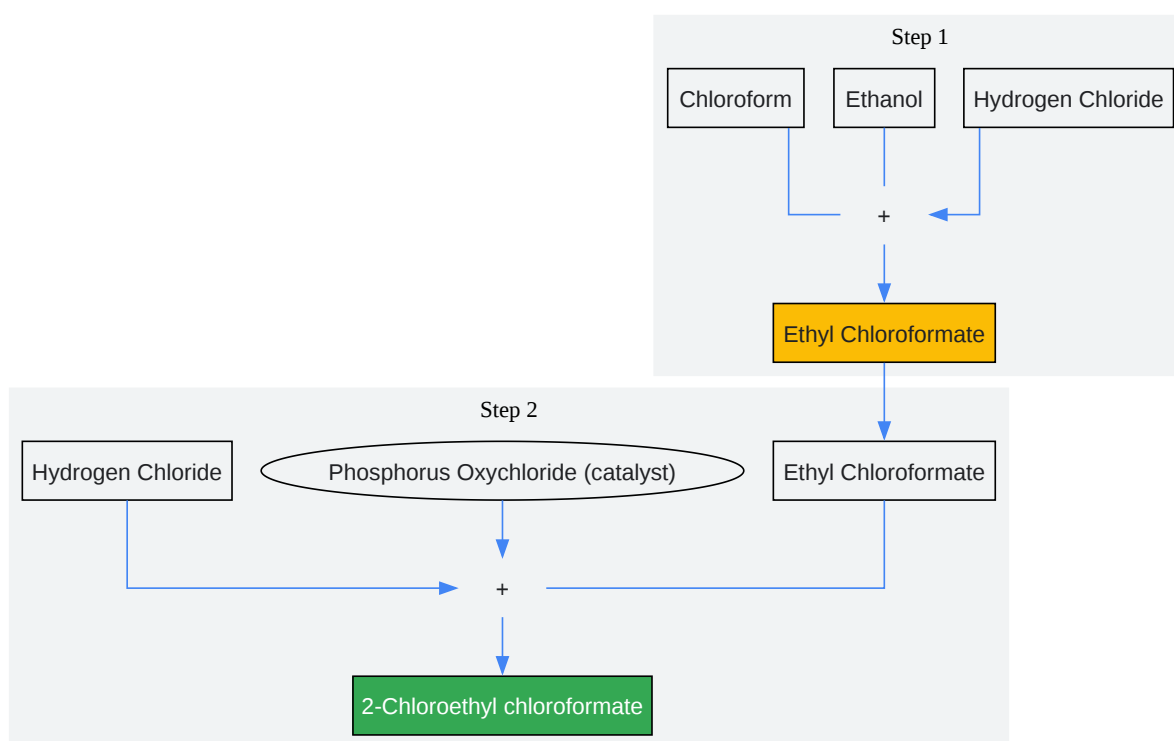 Step 1
Chloroform
Ethanol
Hydrogen Chloride
+
Ethyl Chloroformate
Step 2
Hydrogen Chloride
Phosphorus Oxychloride (catalyst)
Ethyl Chloroformate
+
2-Chloroethyl chloroformate